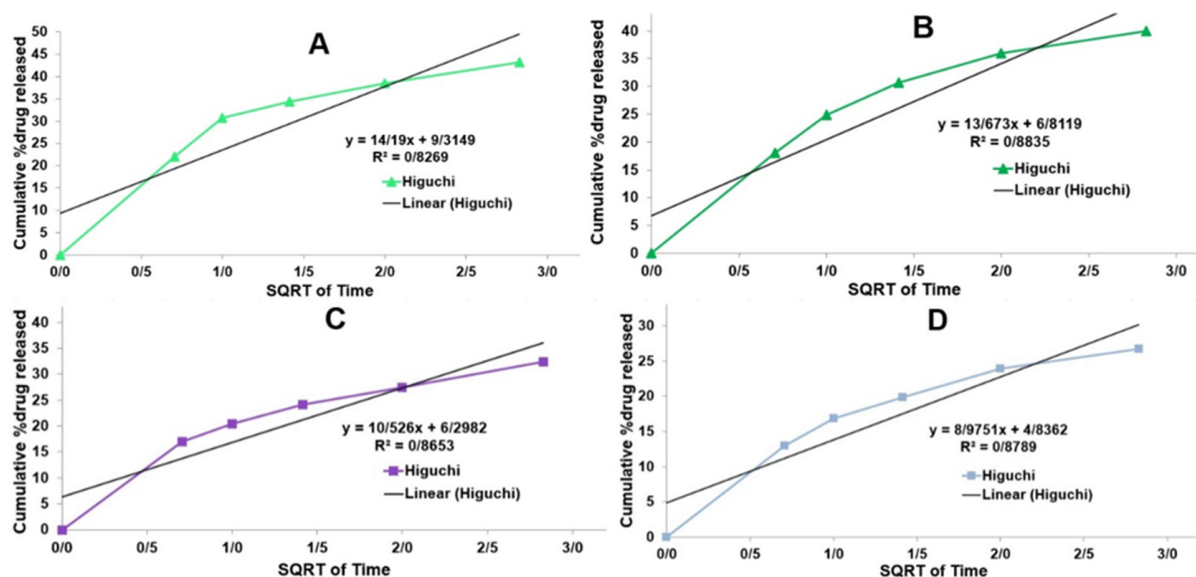 A
Cumulative %drug released
50
45
40
35
30
25
20
15
10
5
0
y = 14/19x + 9/3149
R² = 0/8269
Higuchi
Linear (Higuchi)
0/0 0/5 1/0 1/5 2/0 2/5 3/0
SQRT of Time
B
Cumulative %drug released
40
35
30
25
20
15
10
5
0
y = 13/673x + 6/8119
R² = 0/8835
Higuchi
Linear (Higuchi)
0/0 0/5 1/0 1/5 2/0 2/5 3/0
SQRT of Time
C
Cumulative %drug released
40
35
30
25
20
15
10
5
0
y = 10/526x + 6/2982
R² = 0/8653
Higuchi
Linear (Higuchi)
0/0 0/5 1/0 1/5 2/0 2/5 3/0
SQRT of Time
D
Cumulative %drug released
30
25
20
15
10
5
0
y = 8/9751x + 4/8362
R² = 0/8789
Higuchi
Linear (Higuchi)
0/0 0/5 1/0 1/5 2/0 2/5 3/0
SQRT of Time